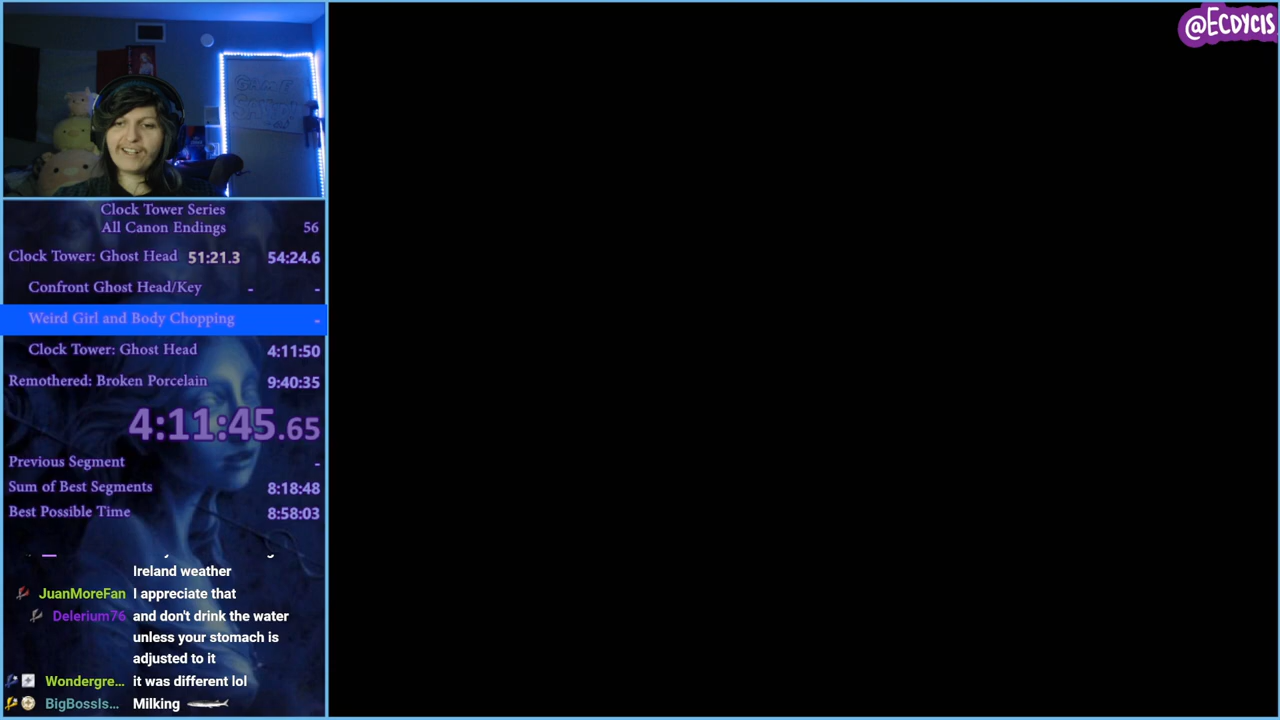 @ECDYCIS
GAME
Clock Tower Series
All Canon Endings 56
Clock Tower: Ghost Head 51:21.3 54:24.6
Confront Ghost Head/Key - -
Weird Girl and Body Chopping -
Clock Tower: Ghost Head 4:11:50
Remothered: Broken Porcelain 9:40:35
4:11:45.65
Previous Segment -
Sum of Best Segments 8:18:48
Best Possible Time 8:58:03
Ireland weather
JuanMoreFan I appreciate that
Delerium76 and don't drink the water
unless your stomach is
adjusted to it
Wondergre... it was different lol
BigBossIs... Milking